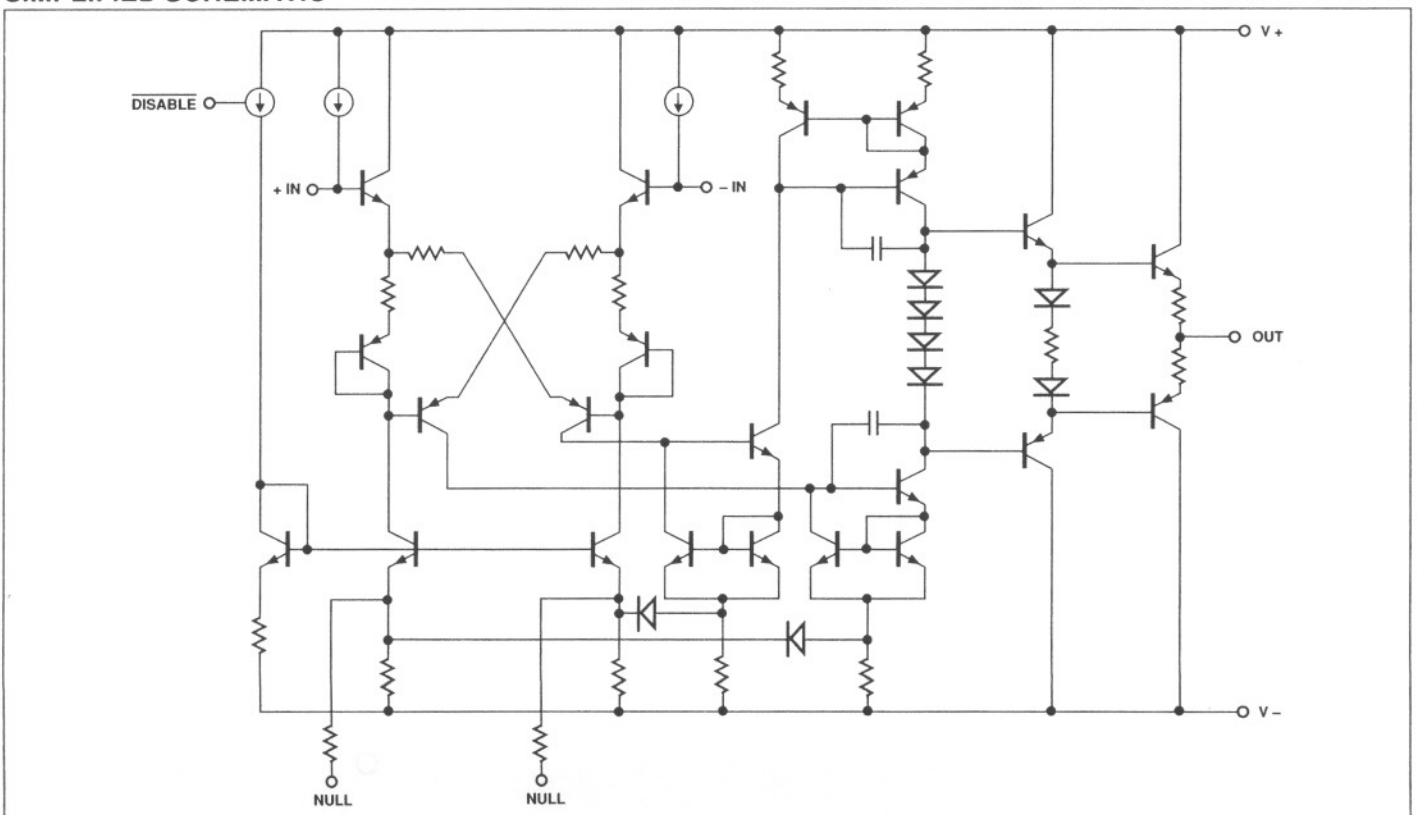 V +
DISABLE
+ IN
– IN
OUT
V –
NULL
NULL